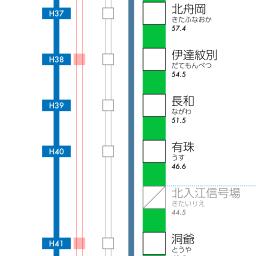 H37
北舟岡
きたふなおか
57.4
H38
伊達紋別
だてもんべつ
54.5
H39
長和
ながわ
51.5
H40
有珠
うす
46.6
北入江信号場
きたいりえ
44.5
H41
洞爺
とうや